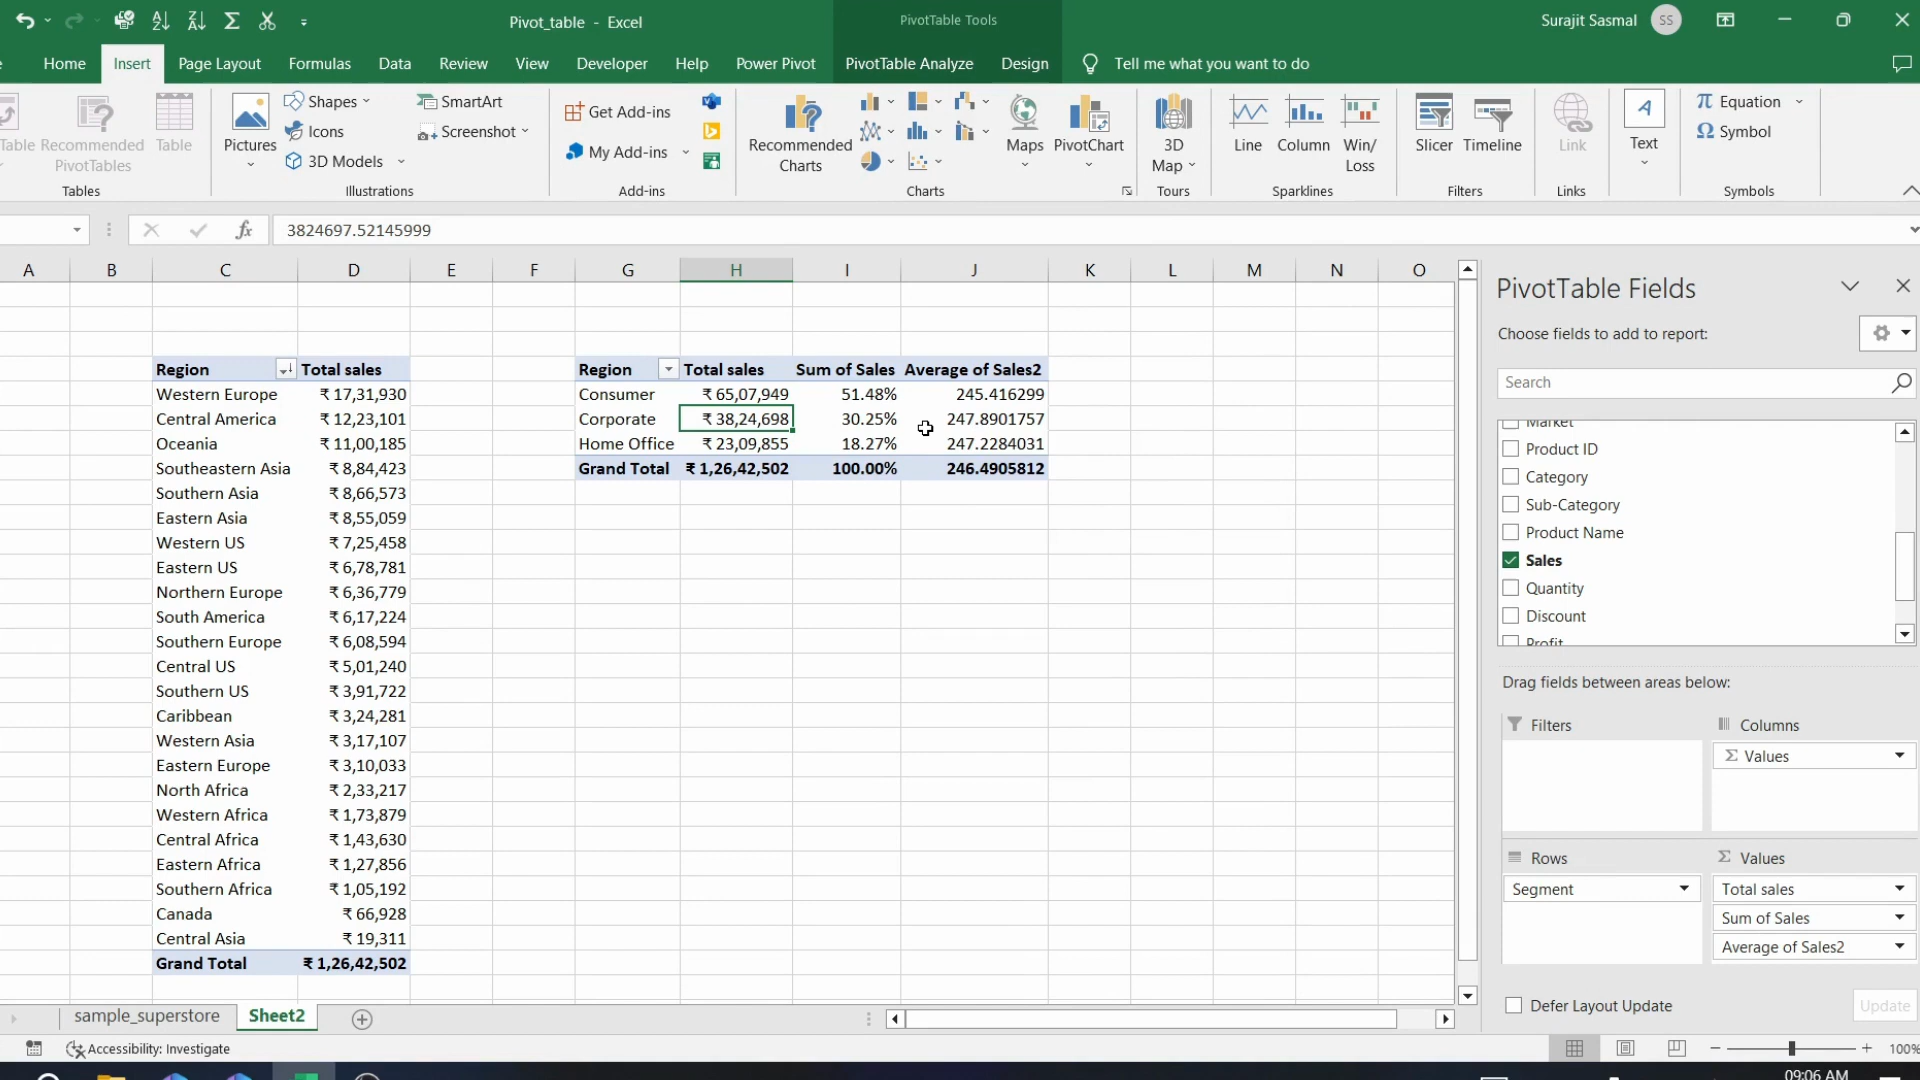 Pivot_table - Excel
PivotTable Tools
Surajit Sasmal SS
Home Insert Page Layout Formulas Data Review View Developer Help Power Pivot PivotTable Analyze Design Tell me what you want to do
Table
Recommended PivotTables
Table
Tables
Pictures
Shapes
Icons
3D Models
SmartArt
Screenshot
Illustrations
Get Add-ins
My Add-ins
Add-ins
Recommended Charts
Maps
PivotChart
Charts
3D Map
Tours
Line
Column
Win/Loss
Sparklines
Slicer
Timeline
Filters
Link
Links
A
Text
π Equation
Ω Symbol
Symbols
fx 3824697.52145999
A B C D E F G H I J K L M N O
Region Total sales
Western Europe ₹ 17,31,930
Central America ₹ 12,23,101
Oceania ₹ 11,00,185
Southeastern Asia ₹ 8,84,423
Southern Asia ₹ 8,66,573
Eastern Asia ₹ 8,55,059
Western US ₹ 7,25,458
Eastern US ₹ 6,78,781
Northern Europe ₹ 6,36,779
South America ₹ 6,17,224
Southern Europe ₹ 6,08,594
Central US ₹ 5,01,240
Southern US ₹ 3,91,722
Caribbean ₹ 3,24,281
Western Asia ₹ 3,17,107
Eastern Europe ₹ 3,10,033
North Africa ₹ 2,33,217
Western Africa ₹ 1,73,879
Central Africa ₹ 1,43,630
Eastern Africa ₹ 1,27,856
Southern Africa ₹ 1,05,192
Canada ₹ 66,928
Central Asia ₹ 19,311
Grand Total ₹ 1,26,42,502
Region Total sales Sum of Sales Average of Sales2
Consumer ₹ 65,07,949 51.48% 245.416299
Corporate ₹ 38,24,698 30.25% 247.8901757
Home Office ₹ 23,09,855 18.27% 247.2284031
Grand Total ₹ 1,26,42,502 100.00% 246.4905812
PivotTable Fields
Choose fields to add to report:
Search
Market
Product ID
Category
Sub-Category
Product Name
Sales
Quantity
Discount
Profit
Drag fields between areas below:
Filters
Columns
Σ Values
Rows
Segment
Σ Values
Total sales
Sum of Sales
Average of Sales2
Defer Layout Update
Update
sample_superstore Sheet2
Accessibility: Investigate
100%
09:06 AM